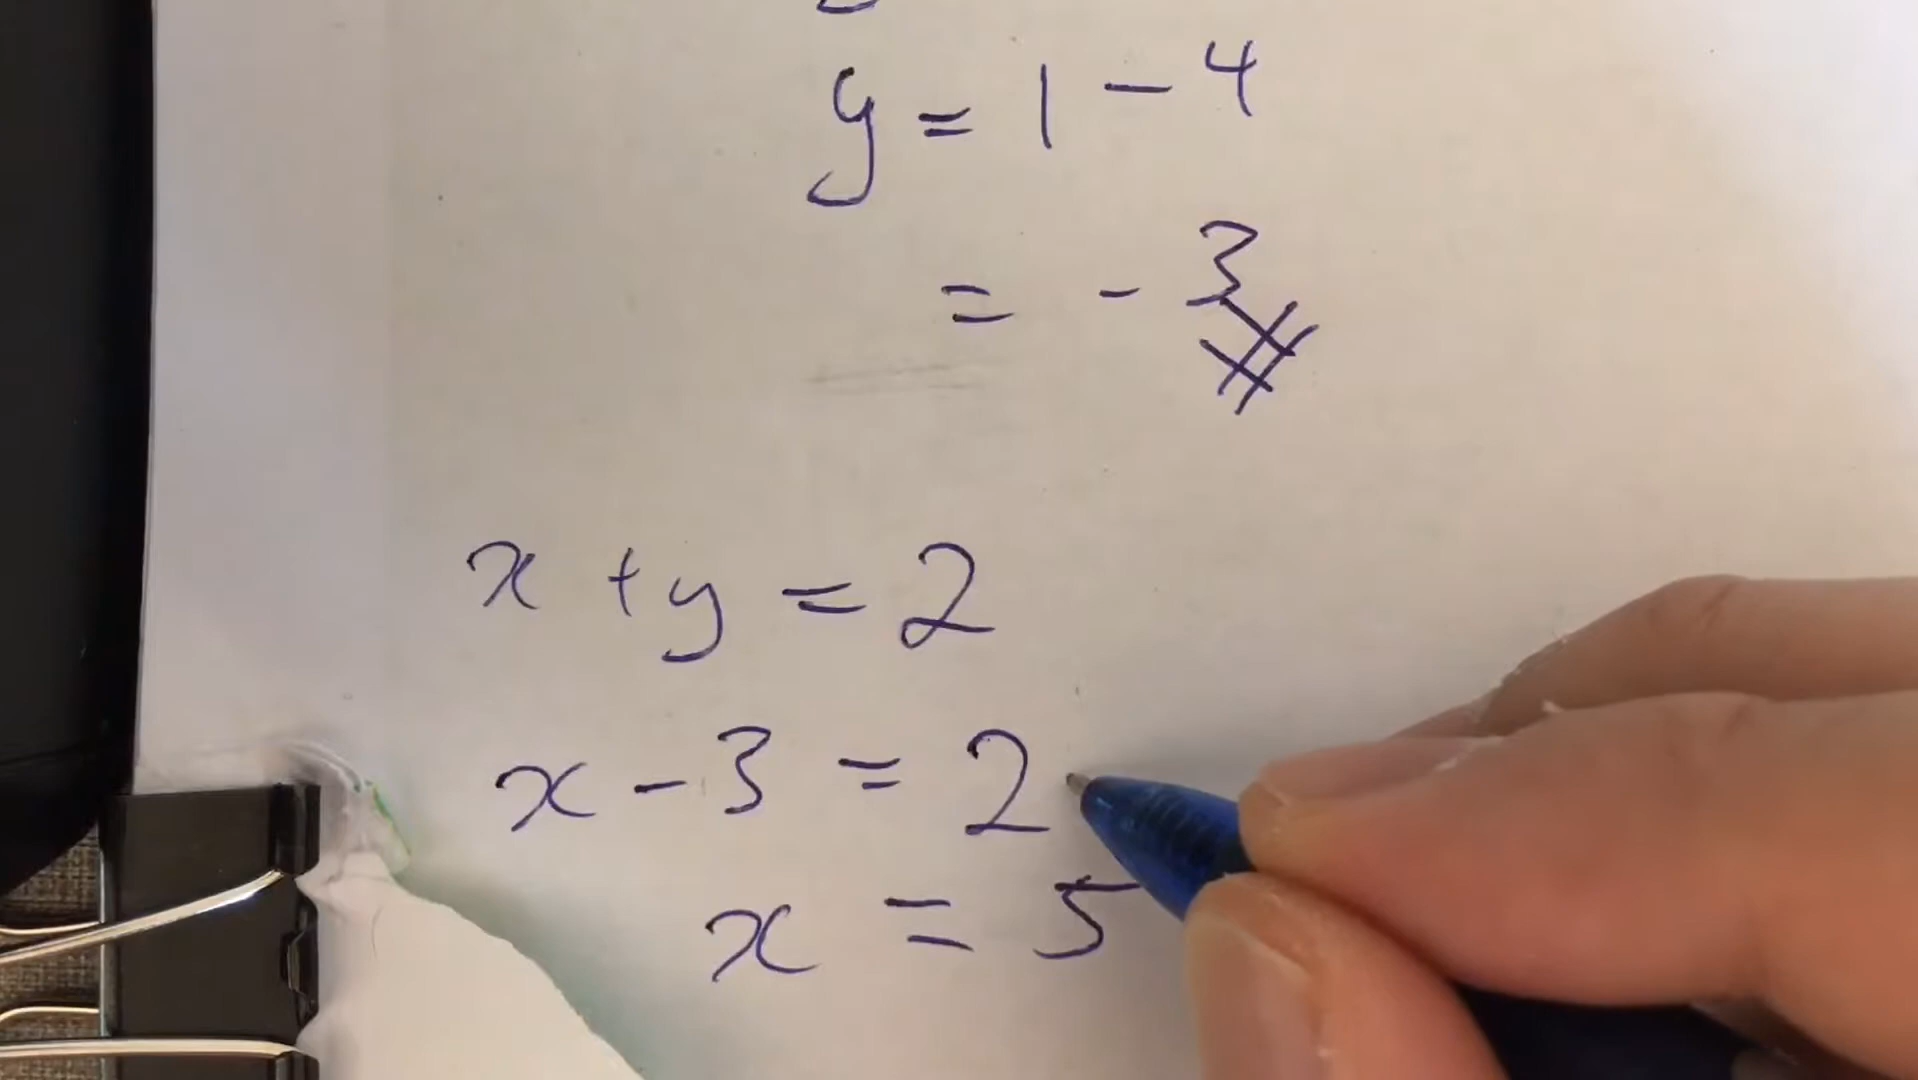 y = 1 - 4
= - 3
x + y = 2
x - 3 = 2
x = 5